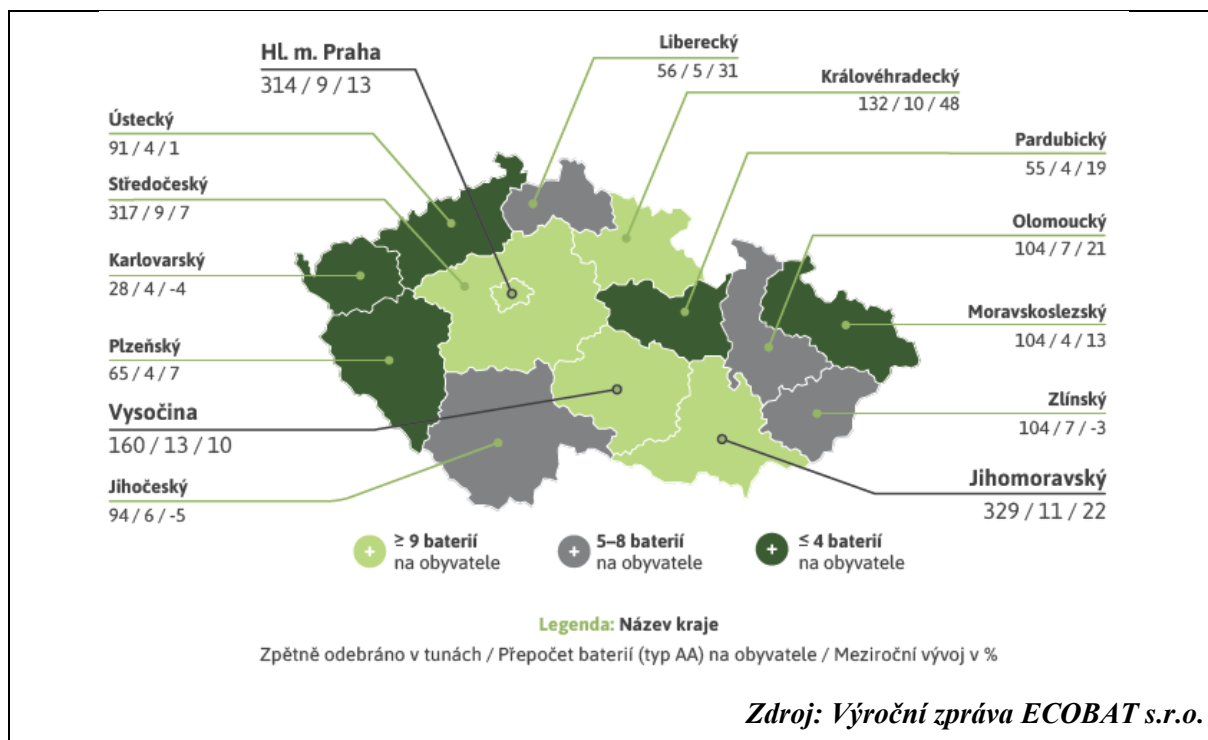 Hl. m. Praha
314 / 9 / 13
Liberecký
56 / 5 / 31
Královéhradecký
132 / 10 / 48
Ústecký
91 / 4 / 1
Pardubický
55 / 4 / 19
Středočeský
317 / 9 / 7
Olomoucký
104 / 7 / 21
Karlovarský
28 / 4 / -4
Moravskoslezský
104 / 4 / 13
Plzeňský
65 / 4 / 7
Zlínský
104 / 7 / -3
Vysočina
160 / 13 / 10
Jihomoravský
329 / 11 / 22
Jihočeský
94 / 6 / -5
≥ 9 baterií
na obyvatele
5–8 baterií
na obyvatele
≤ 4 baterií
na obyvatele
Legenda: Název kraje
Zpětně odebráno v tunách / Přepočet baterií (typ AA) na obyvatele / Meziroční vývoj v %
Zdroj: Výroční zpráva ECOBAT s.r.o.